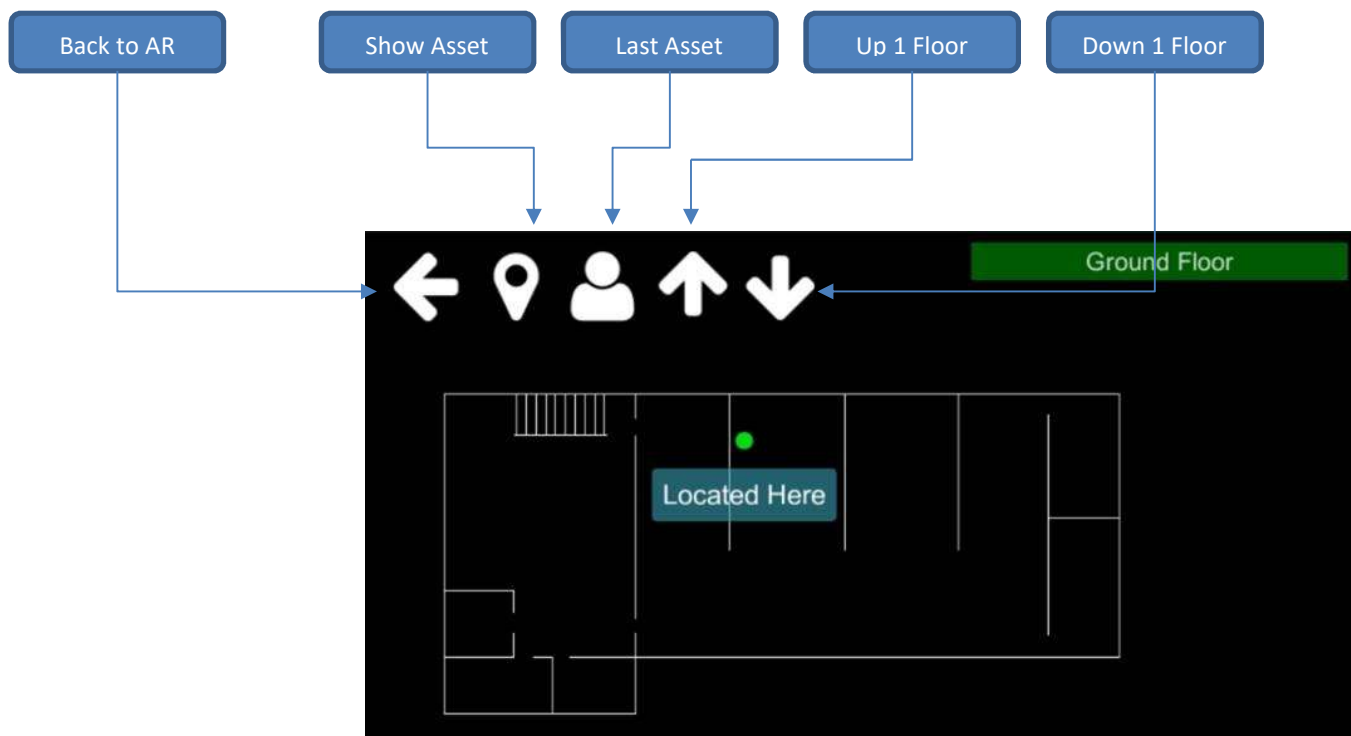 Back to AR
Show Asset
Last Asset
Up 1 Floor
Down 1 Floor
Ground Floor
Located Here